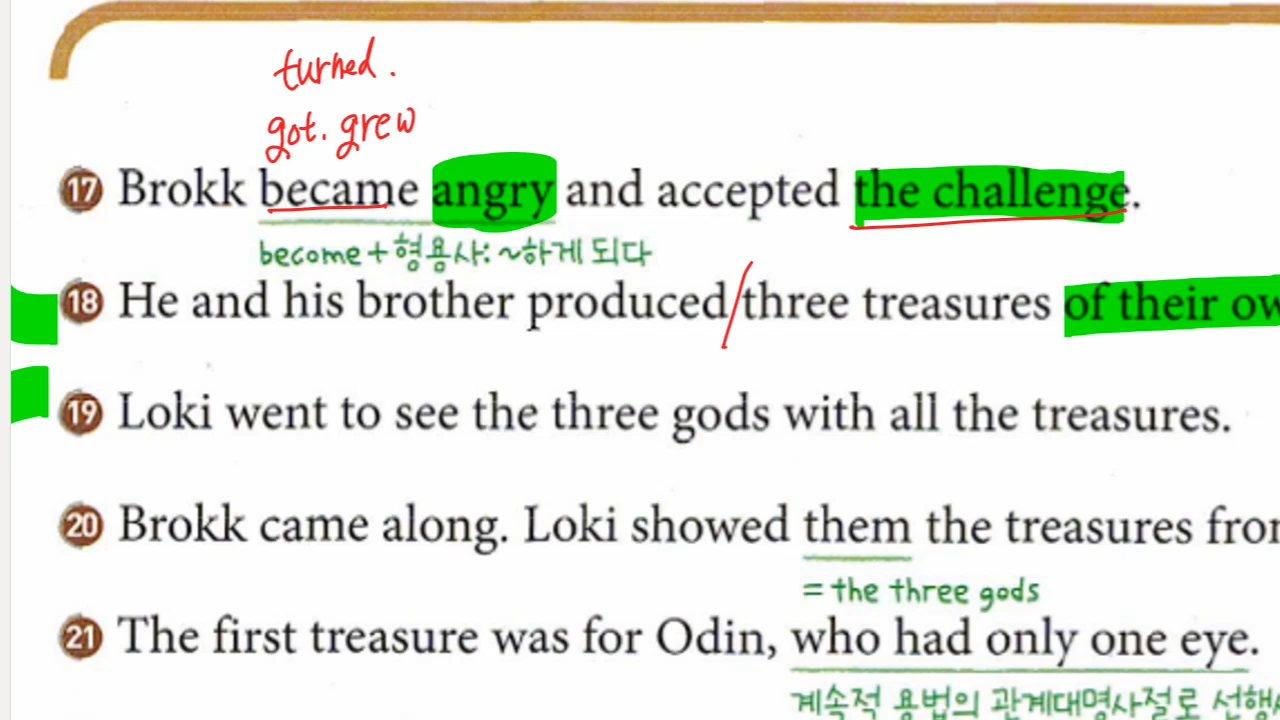 turned.
got. grew
17 Brokk became angry and accepted the challenge.
become + 형용사: ~하게 되다
18 He and his brother produced / three treasures of their
19 Loki went to see the three gods with all the treasures.
20 Brokk came along. Loki showed them the treasures
= the three gods
21 The first treasure was for Odin, who had only one eye.
계속적 용법의 관계대명사절로